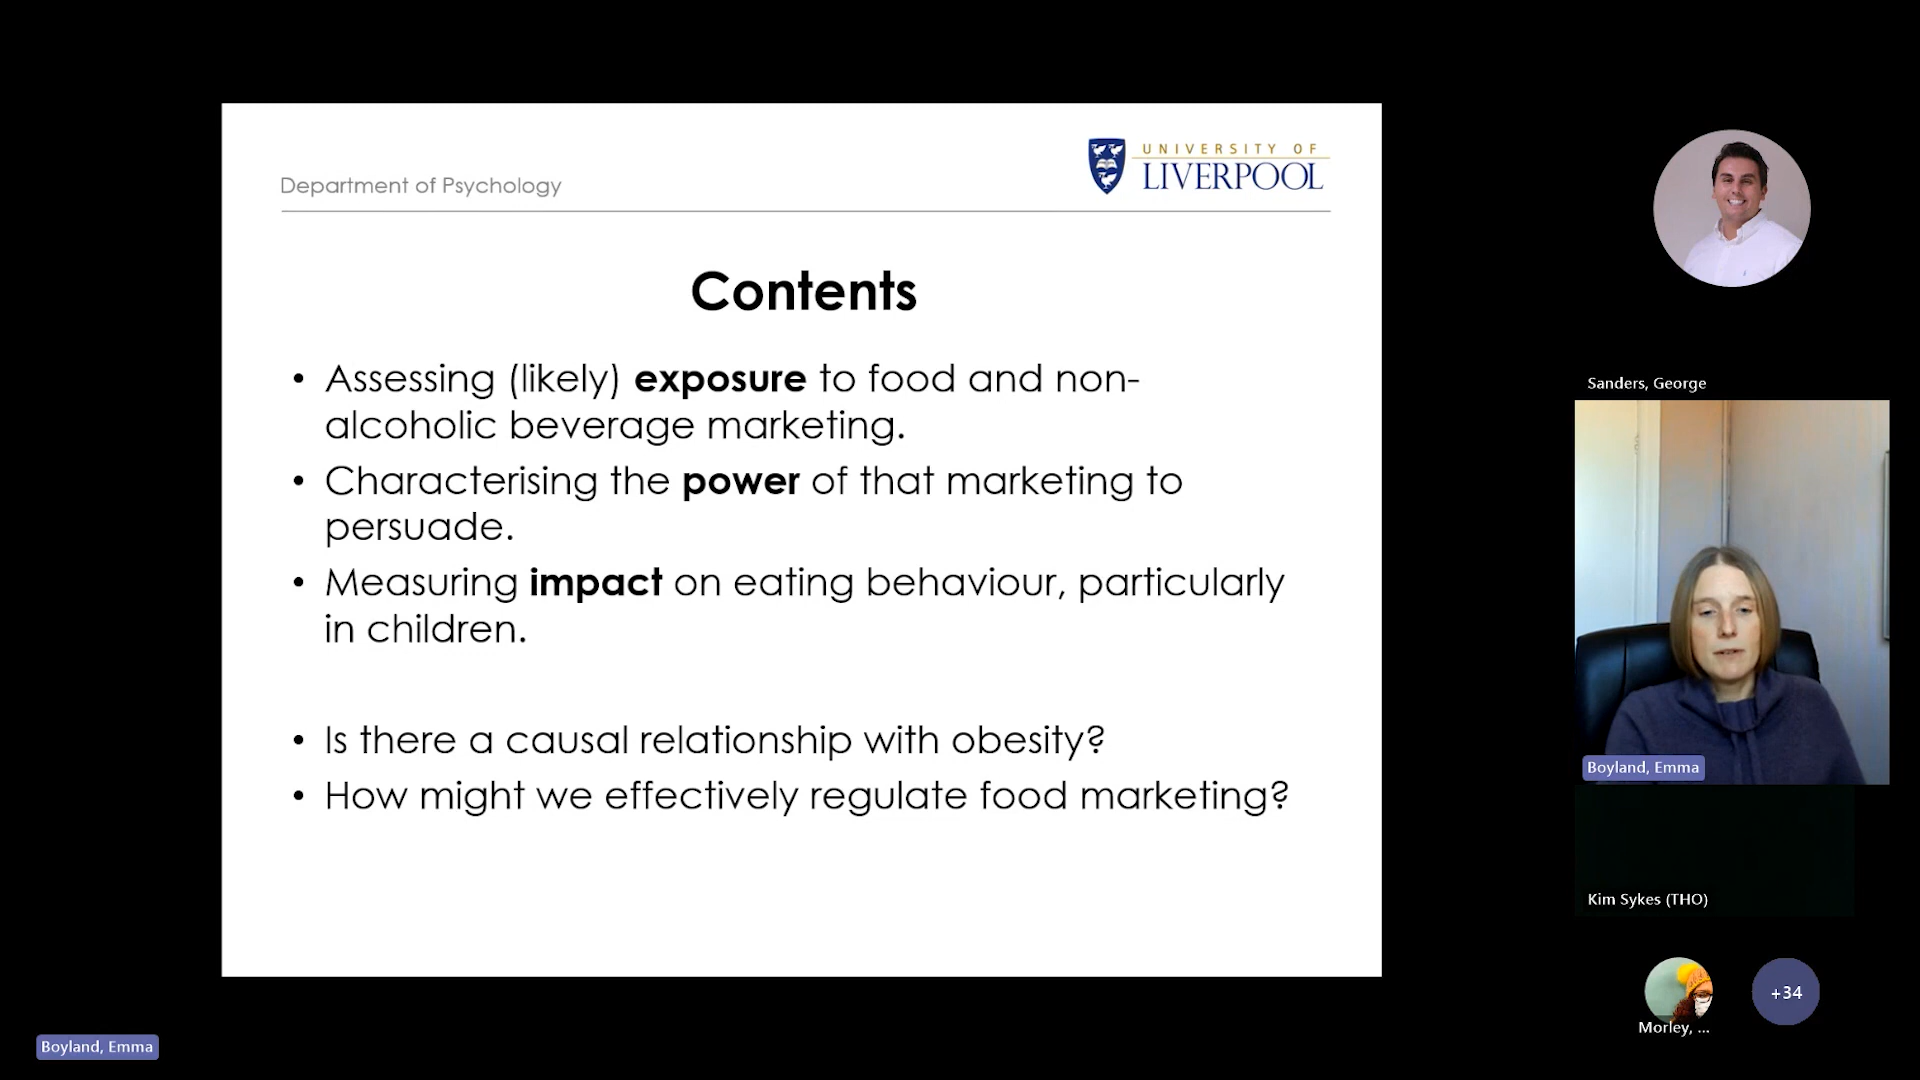 Department of Psychology
UNIVERSITY OF
LIVERPOOL
Contents
• Assessing (likely) exposure to food and non-
alcoholic beverage marketing.
• Characterising the power of that marketing to
persuade.
• Measuring impact on eating behaviour, particularly
in children.
• Is there a causal relationship with obesity?
• How might we effectively regulate food marketing?
Sanders, George
Boyland, Emma
Kim Sykes (THO)
+34
Morley, ...
Boyland, Emma